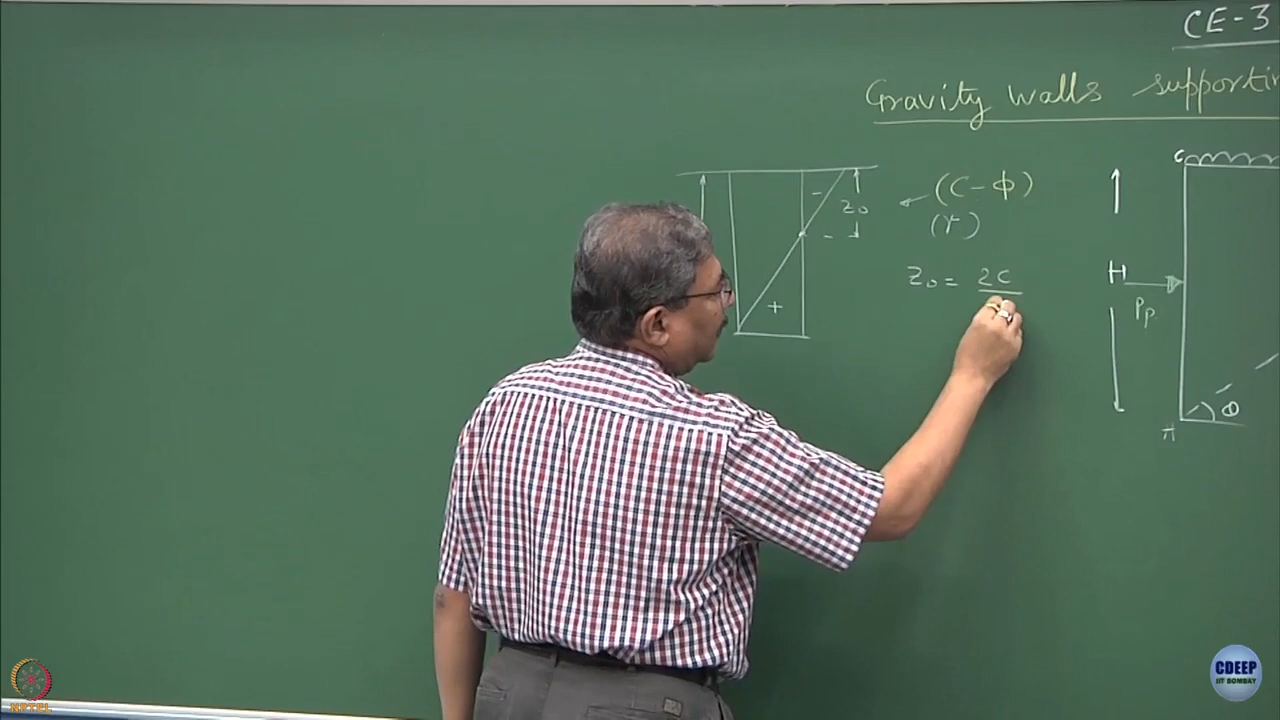 CE-3
Gravity walls supportin
C
(C-φ)
-
Z₀
(γ)
Z₀ = 2C
H
Pp
+
A
NPTEL
CDEEP
IIT BOMBAY